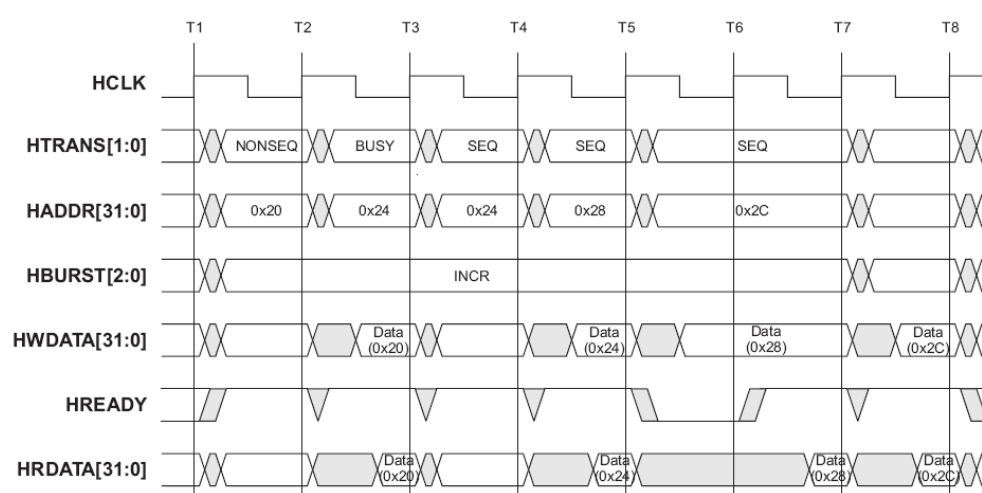 T1 T2 T3 T4 T5 T6 T7 T8
HCLK
HTRANS[1:0] NONSEQ BUSY SEQ SEQ SEQ
HADDR[31:0] 0x20 0x24 0x24 0x28 0x2C
HBURST[2:0] INCR
HWDATA[31:0] Data (0x20) Data (0x24) Data (0x28) Data (0x2C)
HREADY
HRDATA[31:0] Data (0x20) Data (0x24) Data (0x28) Data (0x2C)